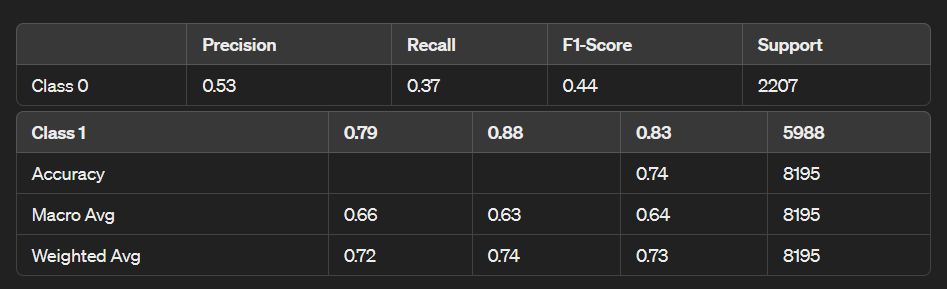 Precision Recall F1-Score Support
Class 0 0.53 0.37 0.44 2207
Class 1 0.79 0.88 0.83 5988
Accuracy 0.74 8195
Macro Avg 0.66 0.63 0.64 8195
Weighted Avg 0.72 0.74 0.73 8195